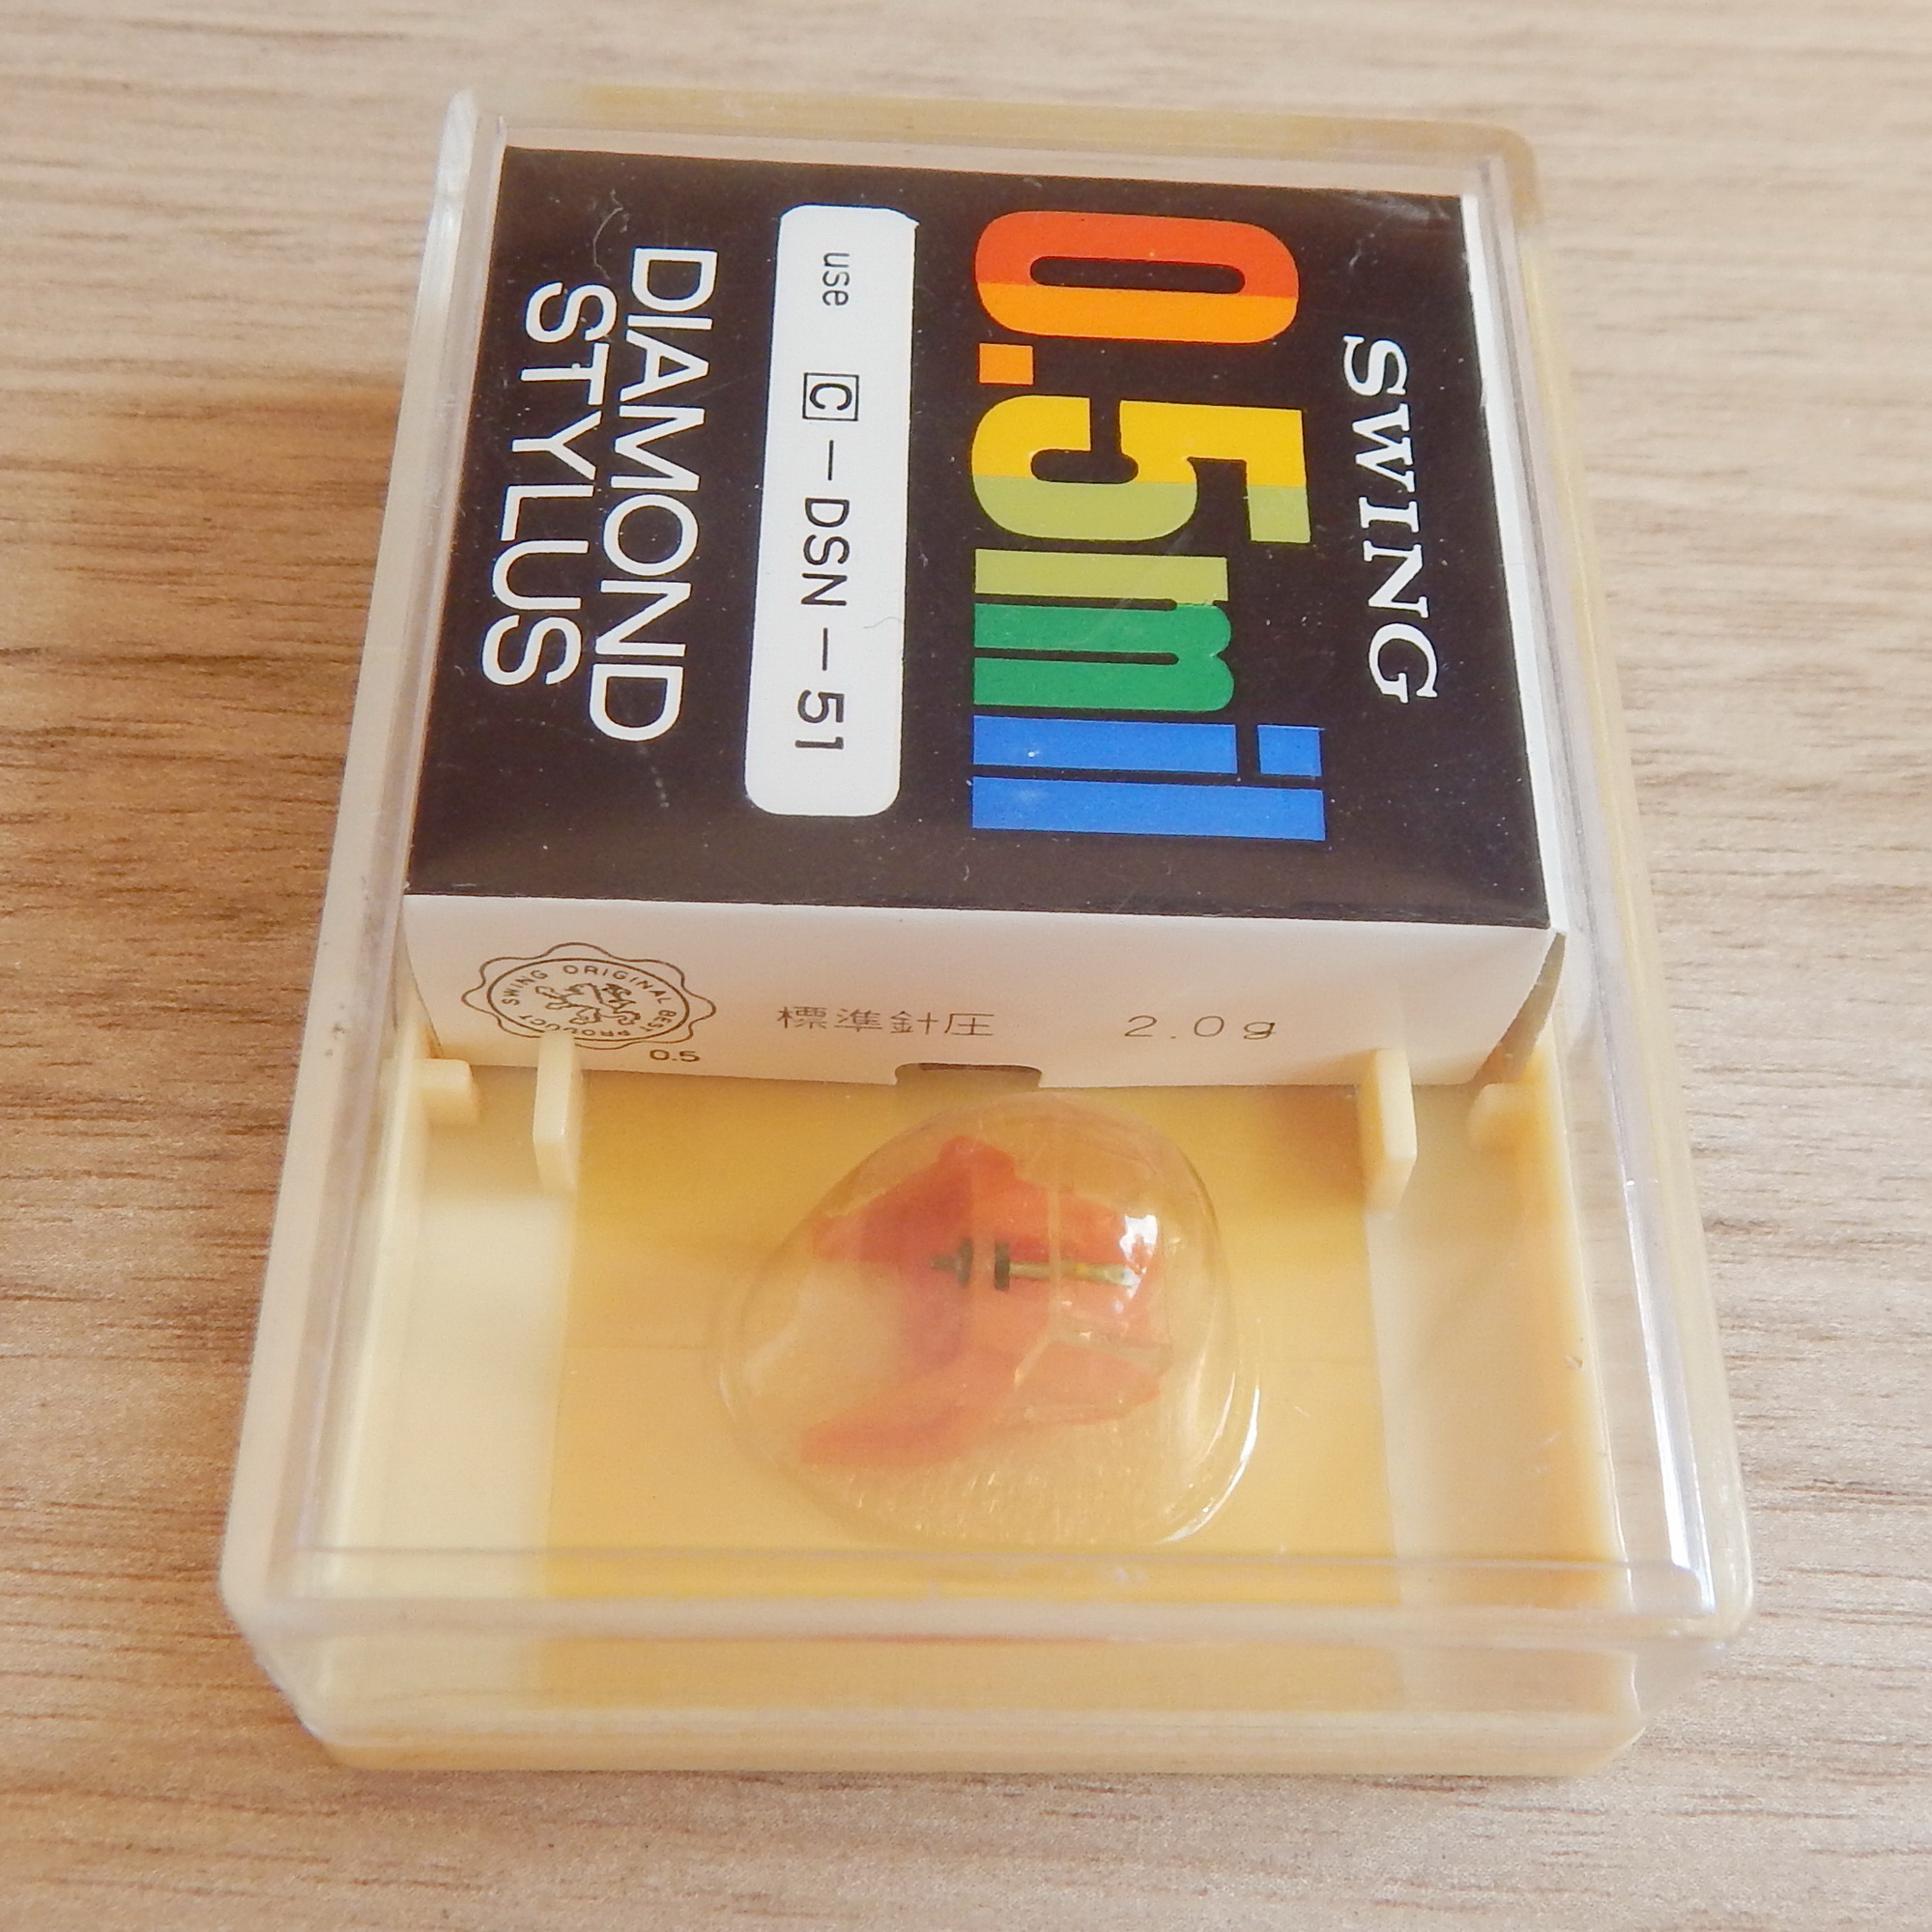 SWING
0.5mil
use C-DSN-51
DIAMOND
STYLUS
SWING ORIGINAL BEST PRODUCT
0.5
標準針圧 2.0g